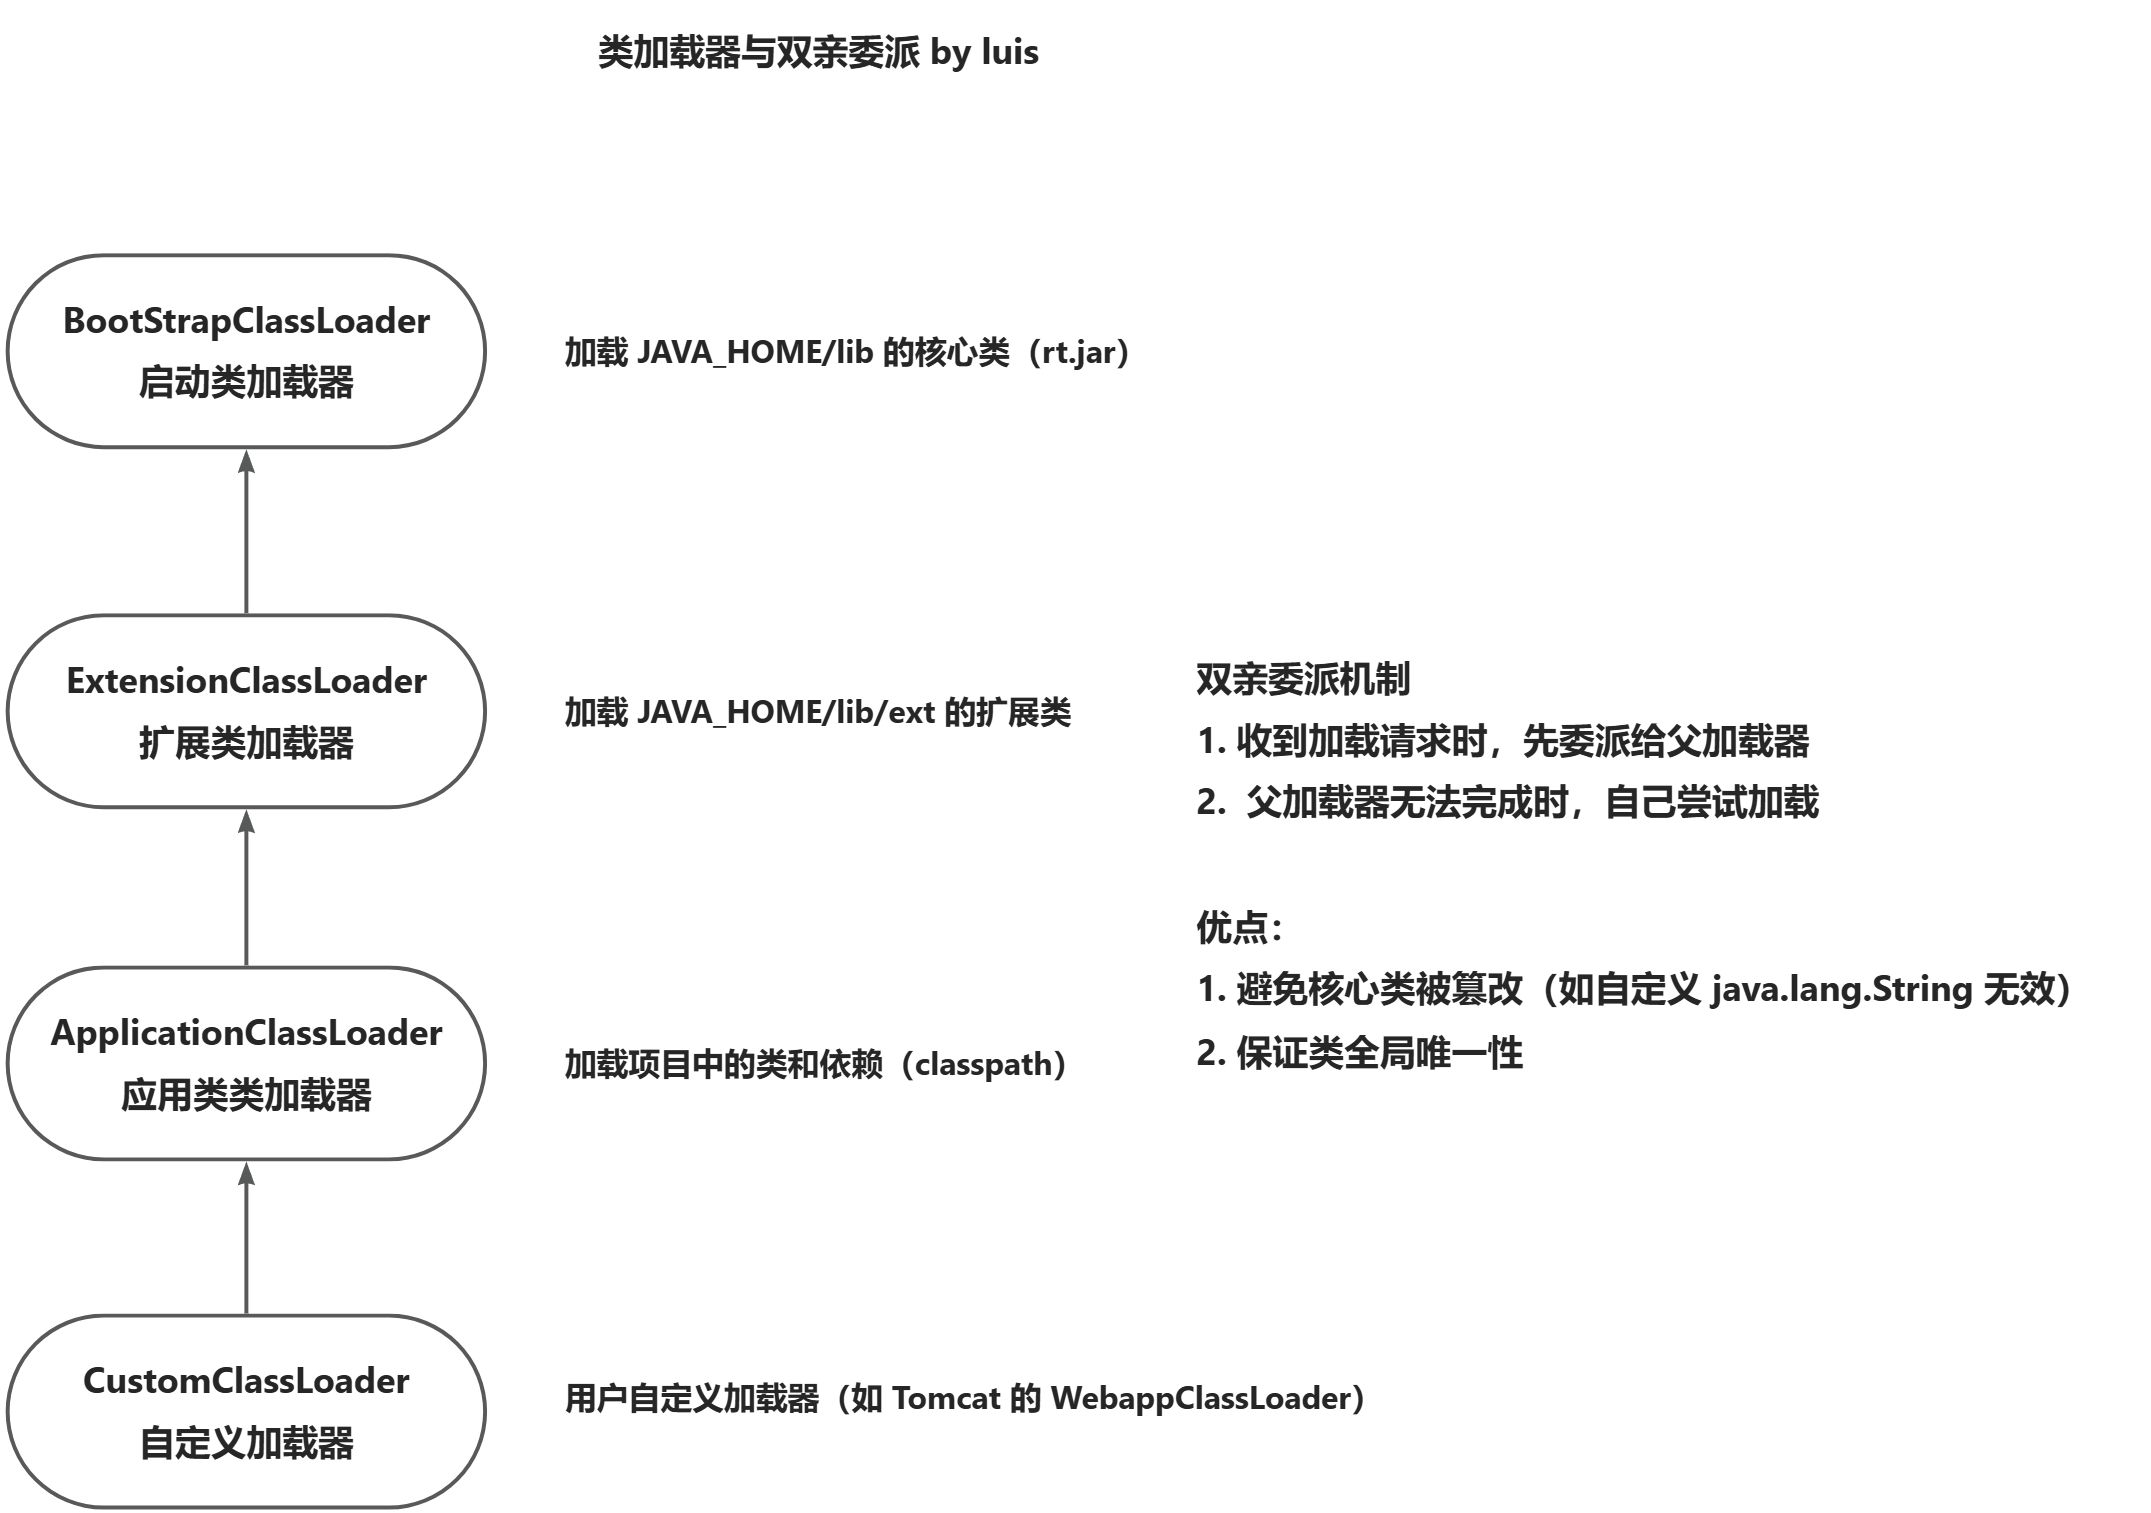 类加载器与双亲委派 by luis
BootStrapClassLoader
启动类加载器
加载 JAVA_HOME/lib 的核心类（rt.jar）
ExtensionClassLoader
扩展类加载器
加载 JAVA_HOME/lib/ext 的扩展类
双亲委派机制
1. 收到加载请求时，先委派给父加载器
2.  父加载器无法完成时，自己尝试加载
优点：
1. 避免核心类被篡改（如自定义 java.lang.String 无效）
2. 保证类全局唯一性
ApplicationClassLoader
应用类类加载器
加载项目中的类和依赖（classpath）
CustomClassLoader
自定义加载器
用户自定义加载器（如 Tomcat 的 WebappClassLoader）